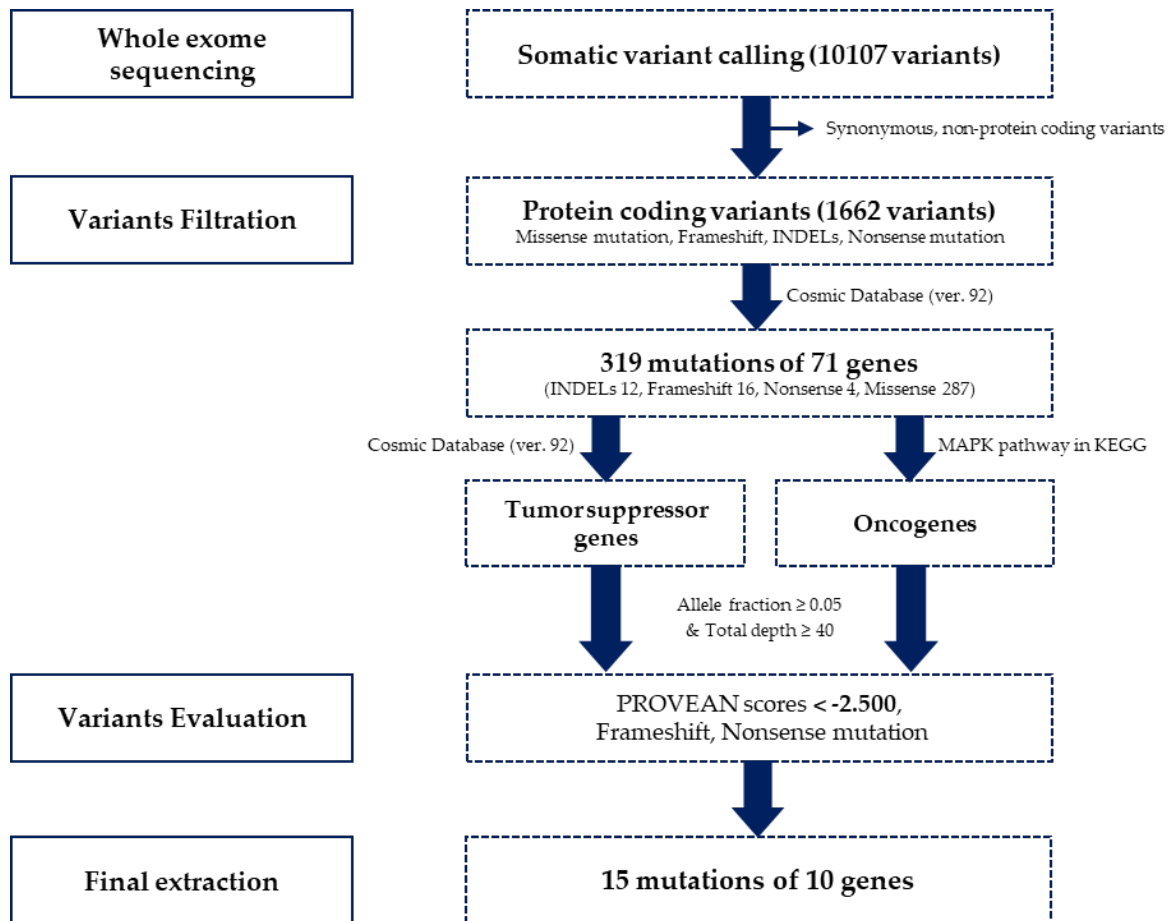 Whole exome
sequencing
Somatic variant calling (10107 variants)
Synonymous, non-protein coding variants
Variants Filtration
Protein coding variants (1662 variants)
Missense mutation, Frameshift, INDELs, Nonsense mutation
Cosmic Database (ver. 92)
319 mutations of 71 genes
(INDELs 12, Frameshift 16, Nonsense 4, Missense 287)
Cosmic Database (ver. 92)
MAPK pathway in KEGG
Tumor suppressor
genes
Oncogenes
Allele fraction ≥ 0.05
& Total depth ≥ 40
Variants Evaluation
PROVEAN scores < -2.500,
Frameshift, Nonsense mutation
Final extraction
15 mutations of 10 genes